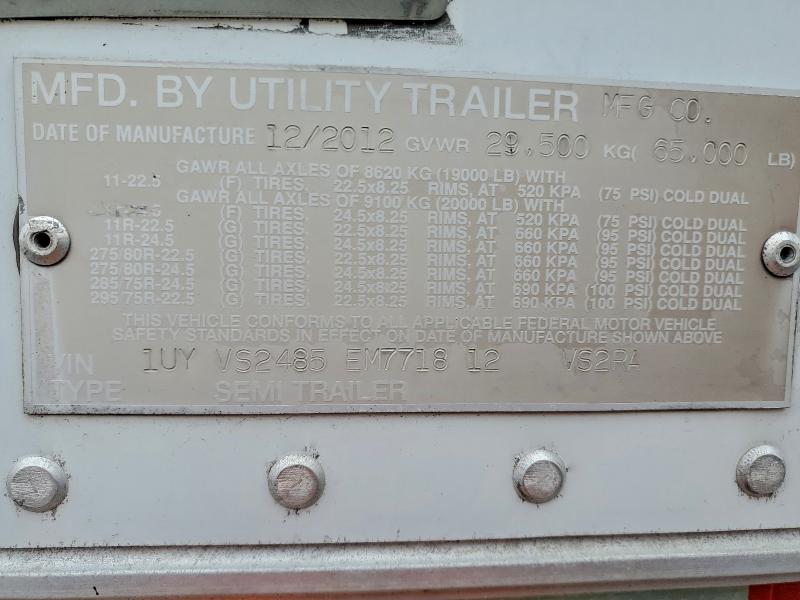 MFD. BY UTILITY TRAILER MFG CO.
DATE OF MANUFACTURE 12/2012 GVWR 29,500 KG( 65,000 LB)
GAWR ALL AXLES OF 8620 KG (19000 LB) WITH
11-22.5 (F) TIRES. 22.5x8.25 RIMS. AT 520 KPA (75 PSI) COLD DUAL
GAWR ALL AXLES OF 9100 KG (20000 LB) WITH
(F) TIRES. 24.5x8.25 RIMS. AT 520 KPA (75 PSI) COLD DUAL
11R-22.5 (G) TIRES. 22.5x8.25 RIMS. AT 660 KPA (95 PSI) COLD DUAL
11R-24.5 (G) TIRES. 24.5x8.25 RIMS. AT 660 KPA (95 PSI) COLD DUAL
275/80R-22.5 (G) TIRES. 22.5x8.25 RIMS. AT 660 KPA (95 PSI) COLD DUAL
275/80R-24.5 (G) TIRES. 24.5x8.25 RIMS. AT 660 KPA (95 PSI) COLD DUAL
285/75R-24.5 (G) TIRES. 24.5x8.25 RIMS. AT 690 KPA (100 PSI) COLD DUAL
295/75R-22.5 (G) TIRES. 22.5x8.25 RIMS. AT 690 KPA (100 PSI) COLD DUAL
THIS VEHICLE CONFORMS TO ALL APPLICABLE FEDERAL MOTOR VEHICLE
SAFETY STANDARDS IN EFFECT ON DATE OF MANUFACTURE SHOWN ABOVE
VIN 1UY VS2485 EM7718 12 VS2RA
TYPE SEMI TRAILER